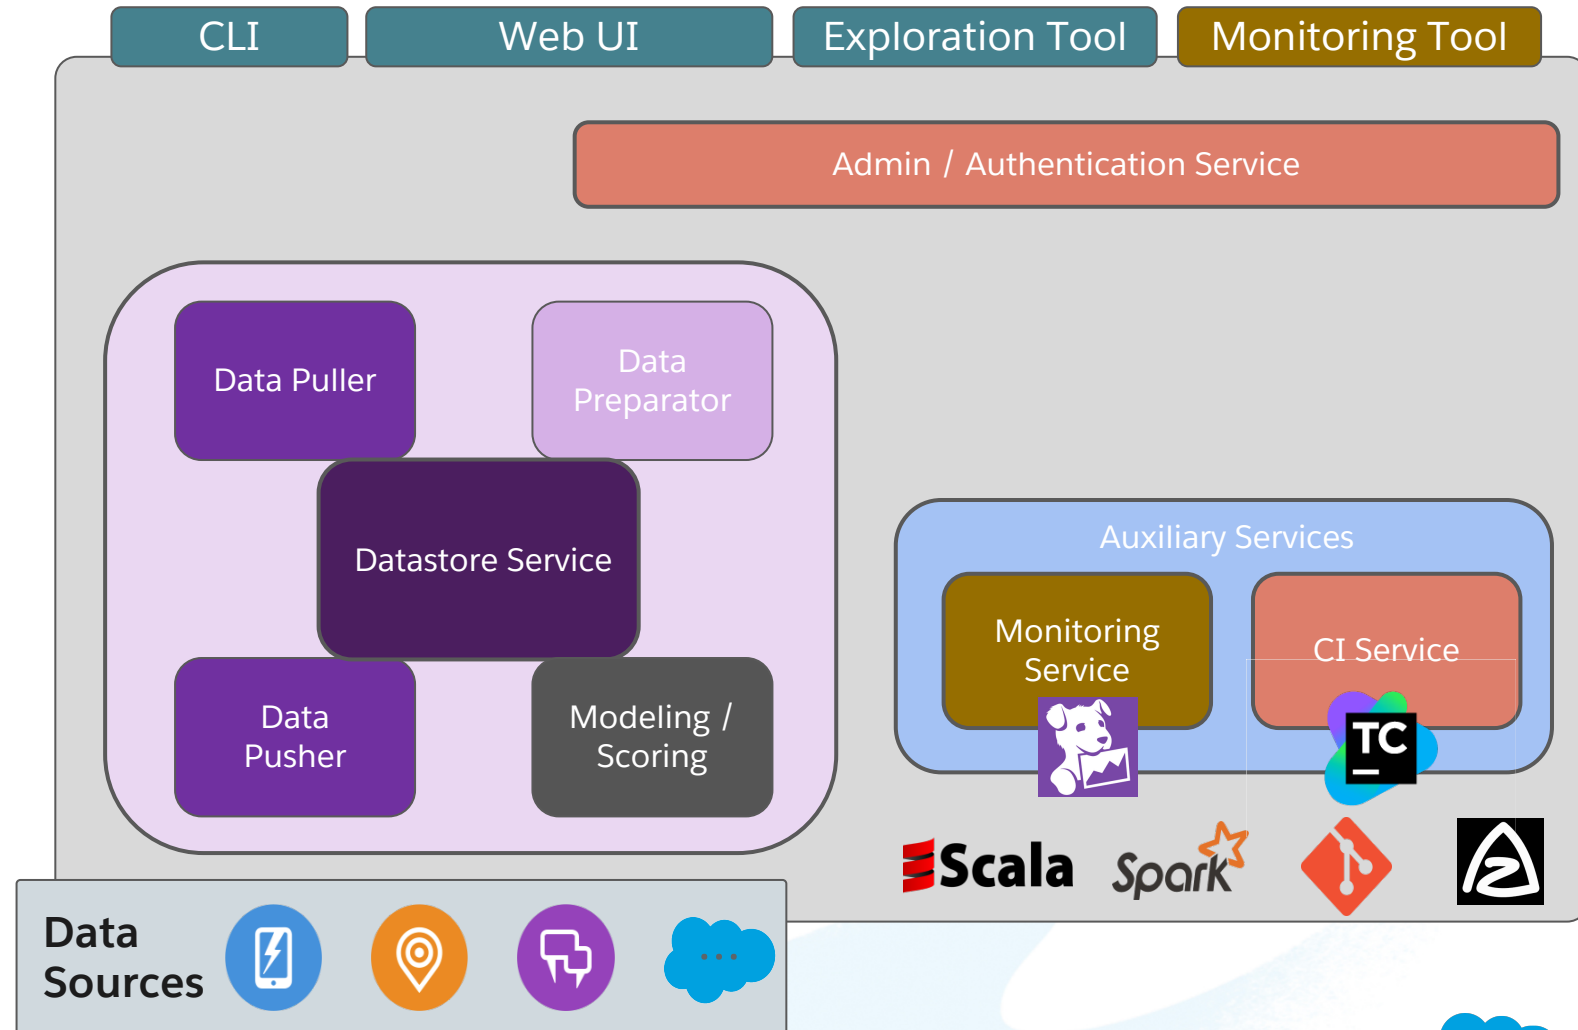 CLI
Web UI
Exploration Tool
Monitoring Tool
Admin / Authentication Service
Data Puller
Data
Preparator
Datastore Service
Data
Pusher
Modeling /
Scoring
Auxiliary Services
Monitoring
Service
CI Service
TC
Scala
Spark
Data
Sources
...